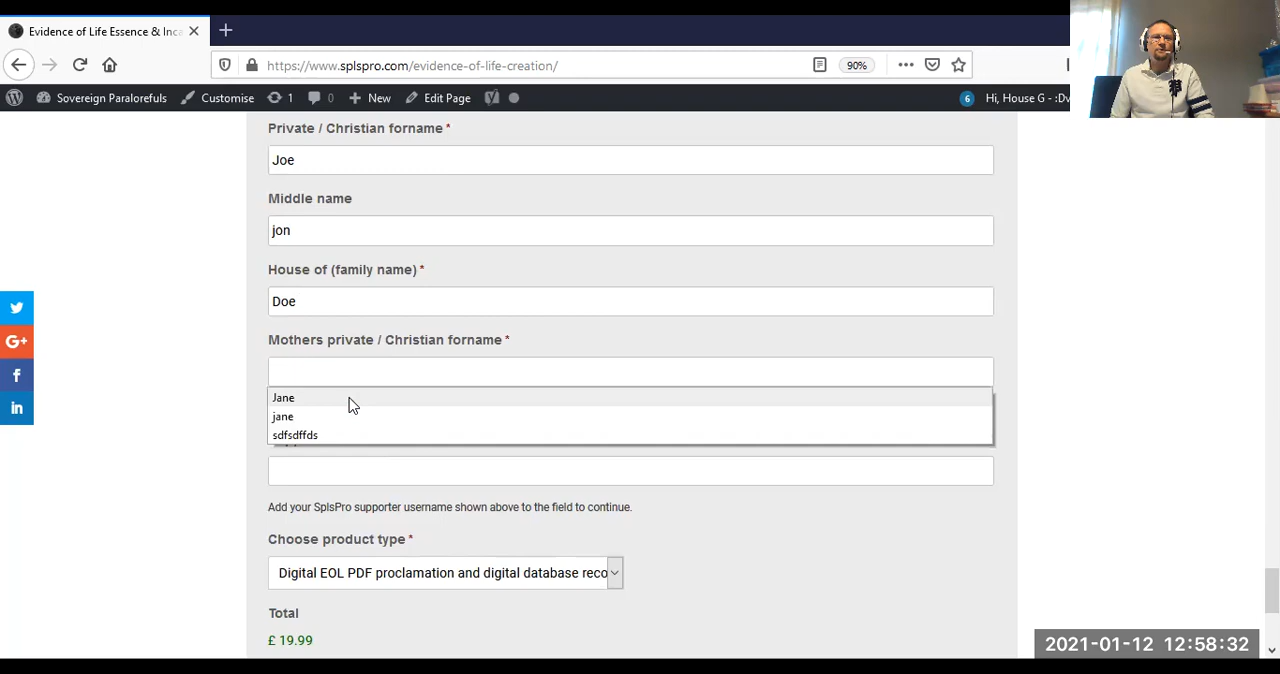 Evidence of Life Essence & Inca
https://www.splspro.com/evidence-of-life-creation/
90%
Sovereign Paralorefuls
Customise
1
0
New
Edit Page
6
Hi, House G - :Dv
Private / Christian forname *
Joe
Middle name
jon
House of (family name) *
Doe
Mothers private / Christian forname *
Jane
jane
sdfsdffds
Add your SplsPro supporter username shown above to the field to continue.
Choose product type *
Digital EOL PDF proclamation and digital database reco
Total
£ 19.99
2021-01-12 12:58:32